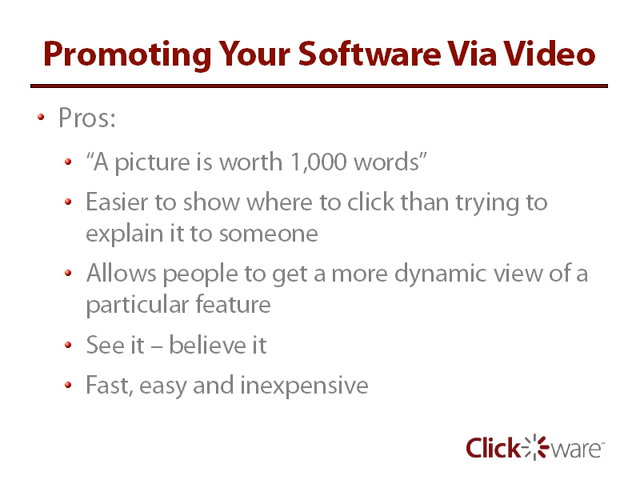 Promoting Your Software Via Video
• Pros:
• “A picture is worth 1,000 words”
• Easier to show where to click than trying to
explain it to someone
• Allows people to get a more dynamic view of a
particular feature
• See it – believe it
• Fast, easy and inexpensive
Click ware™